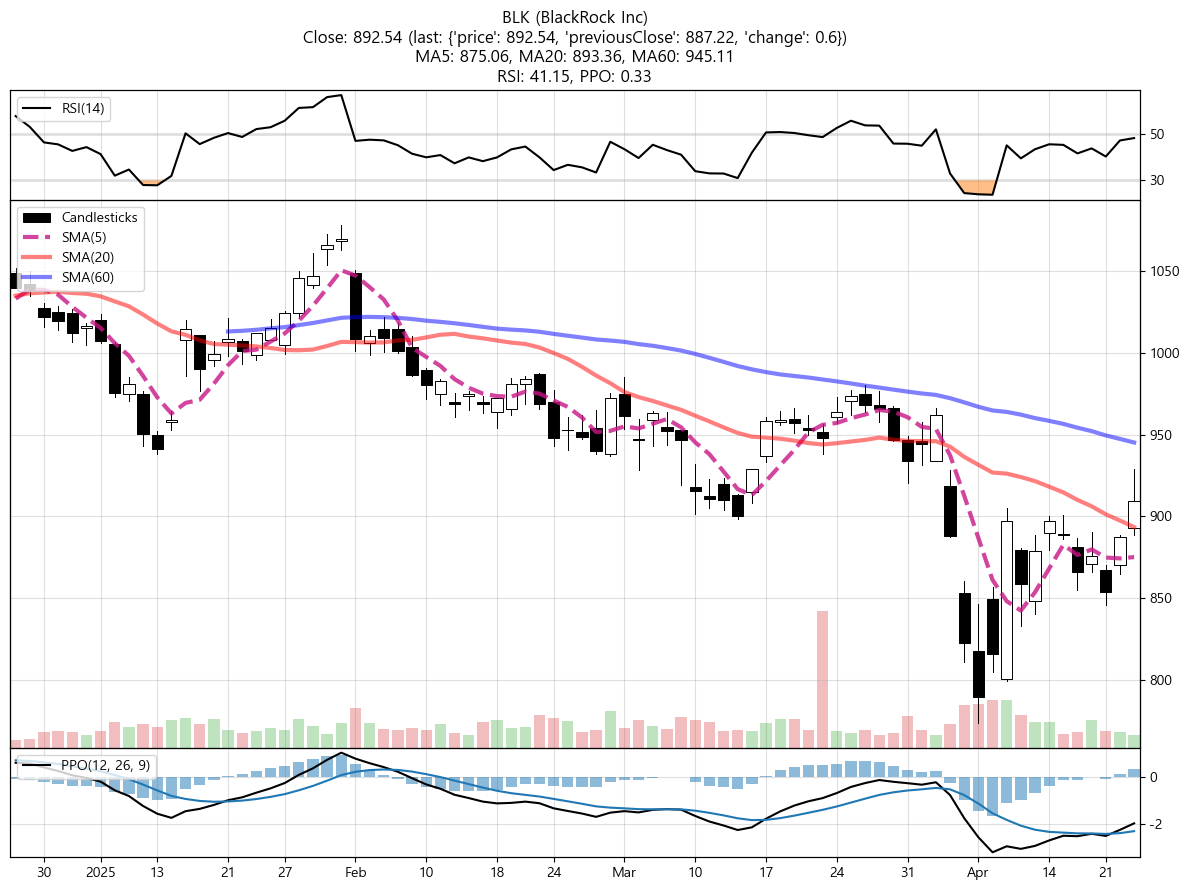 BLK (BlackRock Inc)
Close: 892.54 (last: {'price': 892.54, 'previousClose': 887.22, 'change': 0.6})
MA5: 875.06, MA20: 893.36, MA60: 945.11
RSI: 41.15, PPO: 0.33
RSI(14)
50
30
Candlesticks
SMA(5)
SMA(20)
SMA(60)
1050
1000
950
900
850
800
PPO(12, 26, 9)
0
-2
30 2025 13 21 27 Feb 10 18 24 Mar 10 17 24 31 Apr 14 21